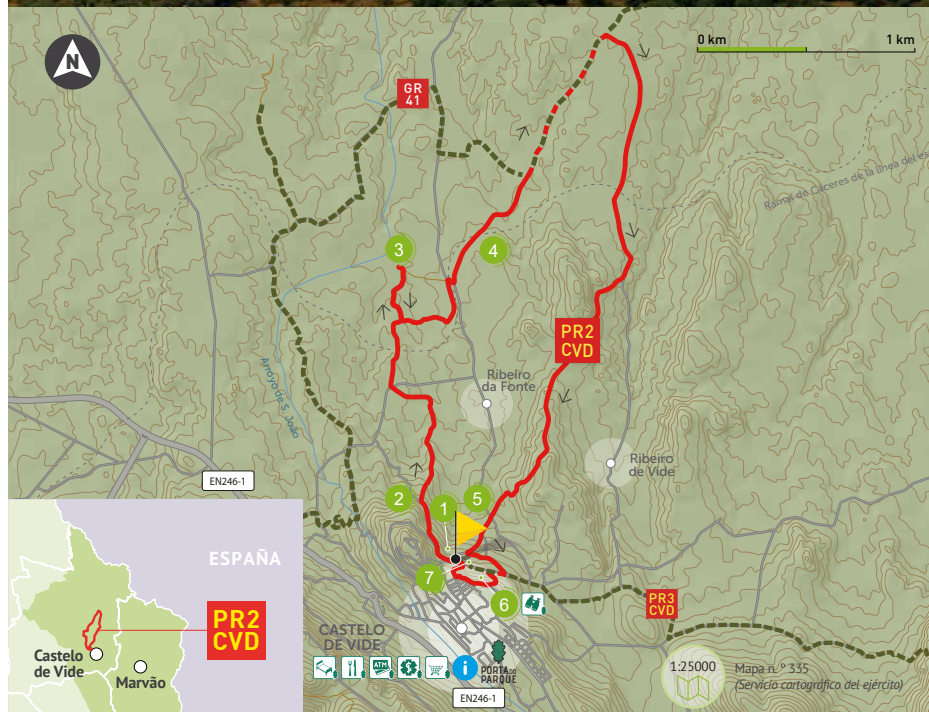 N
0 km
1 km
GR
41
Ramal de Cáceres de la línea del es
3
4
PR2
CVD
Ribeiro
da Fonte
Arroyo de S. João
Ribeiro
de Vide
EN246-1
2
1
5
7
6
PR3
CVD
CASTELO
DE VIDE
ATM
i
PORTA DO
PARQUE
EN246-1
1:25000
Mapa n.º 335
(Servicio cartográfico del ejército)
ESPAÑA
PR2
CVD
Castelo
de Vide
Marvão